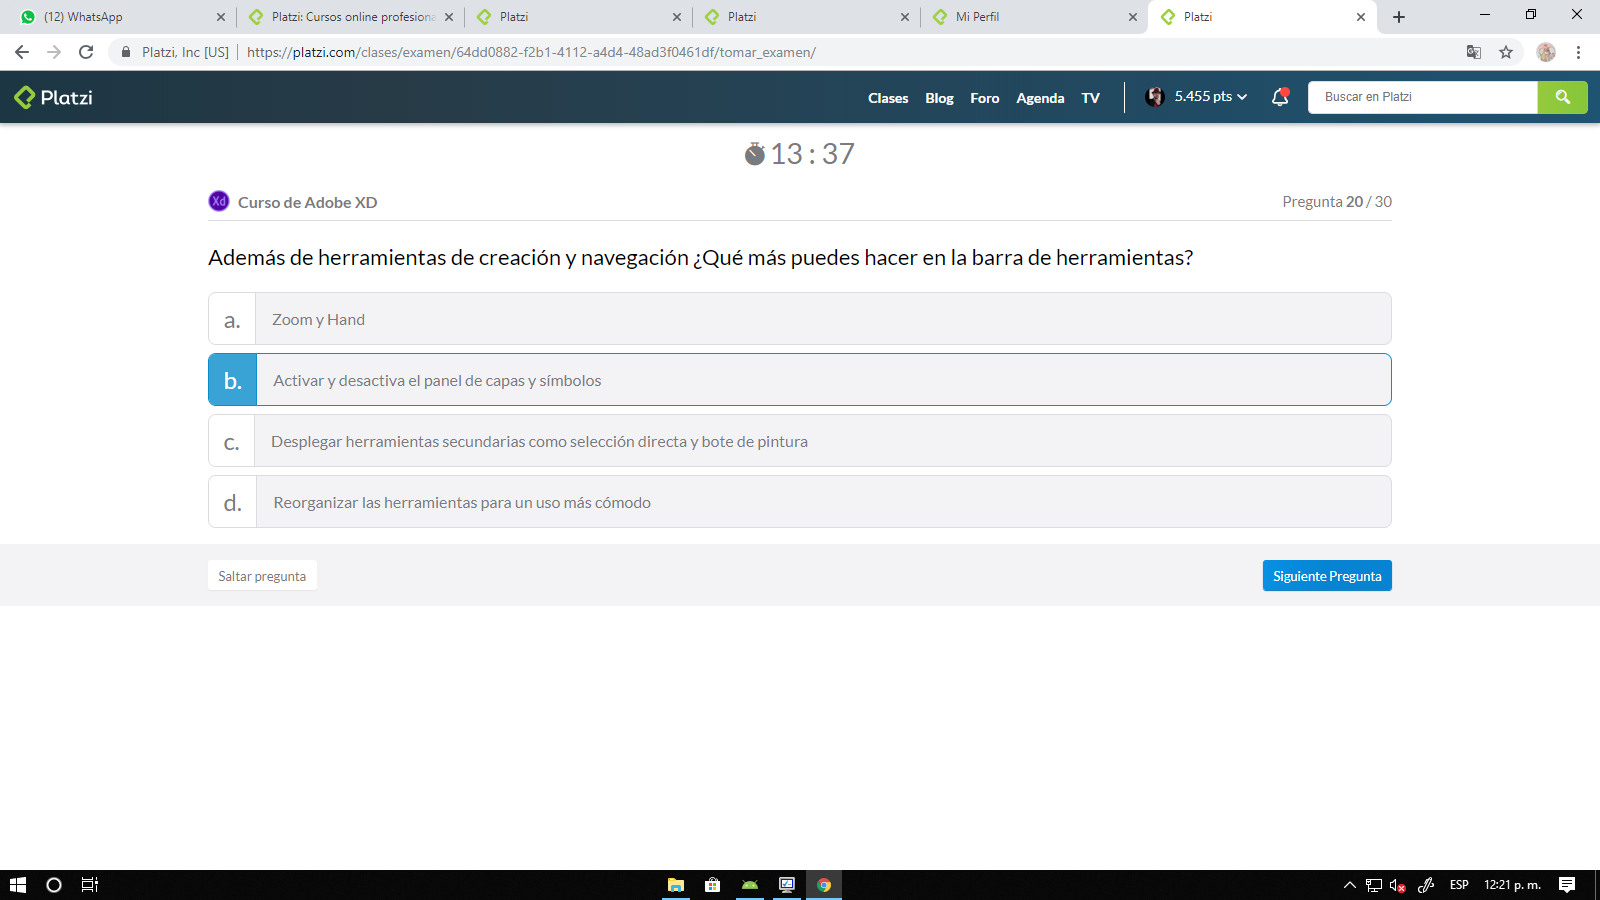 (12) WhatsApp
Platzi: Cursos online profesiona
Platzi
Platzi
Mi Perfil
Platzi
Platzi, Inc [US]
https://platzi.com/clases/examen/64dd0882-f2b1-4112-a4d4-48ad3f0461df/tomar_examen/
Platzi
Clases
Blog
Foro
Agenda
TV
5.455 pts
Buscar en Platzi
13 : 37
Xd
Curso de Adobe XD
Pregunta 20 / 30
Además de herramientas de creación y navegación ¿Qué más puedes hacer en la barra de herramientas?
a. Zoom y Hand
b. Activar y desactiva el panel de capas y símbolos
c. Desplegar herramientas secundarias como selección directa y bote de pintura
d. Reorganizar las herramientas para un uso más cómodo
Saltar pregunta
Siguiente Pregunta
ESP
12:21 p. m.